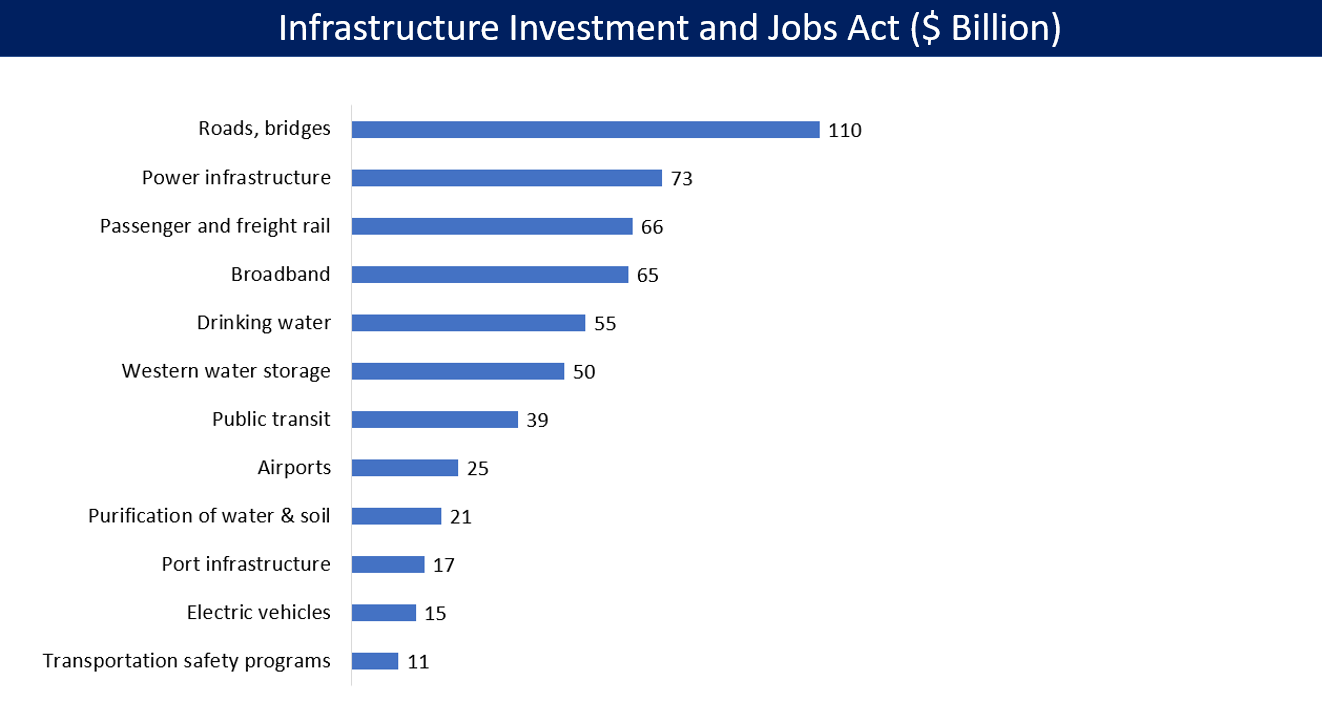 Infrastructure Investment and Jobs Act ($ Billion)
Roads, bridges 110
Power infrastructure 73
Passenger and freight rail 66
Broadband 65
Drinking water 55
Western water storage 50
Public transit 39
Airports 25
Purification of water & soil 21
Port infrastructure 17
Electric vehicles 15
Transportation safety programs 11